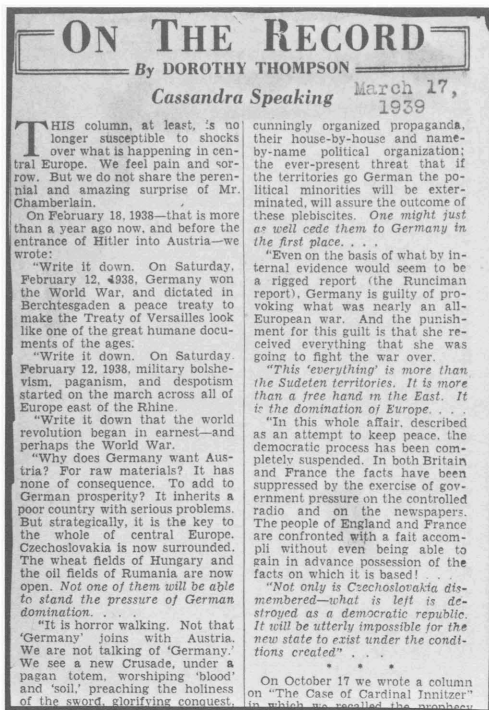 ON THE RECORD
By DOROTHY THOMPSON
Cassandra Speaking
March 17,
1939
THIS column, at least, is no
longer susceptible to shocks
over what is happening in cen-
tral Europe. We feel pain and sor-
row. But we do not share the peren-
nial and amazing surprise of Mr.
Chamberlain.
On February 18, 1938—that is more
than a year ago now, and before the
entrance of Hitler into Austria—we
wrote:
"Write it down. On Saturday,
February 12, 1938, Germany won
the World War, and dictated in
Berchtesgaden a peace treaty to
make the Treaty of Versailles look
like one of the great humane docu-
ments of the ages.
"Write it down. On Saturday.
February 12, 1938, military bolshe-
vism, paganism, and despotism
started on the march across all of
Europe east of the Rhine.
"Write it down that the world
revolution began in earnest—and
perhaps the World War.
"Why does Germany want Aus-
tria? For raw materials? It has
none of consequence. To add to
German prosperity? It inherits a
poor country with serious problems.
But strategically, it is the key to
the whole of central Europe.
Czechoslovakia is now surrounded.
The wheat fields of Hungary and
the oil fields of Rumania are now
open. Not one of them will be able
to stand the pressure of German
domination. . . . .
"It is horror walking. Not that
'Germany' joins with Austria.
We are not talking of 'Germany.'
We see a new Crusade, under a
pagan totem, worshiping 'blood'
and 'soil,' preaching the holiness
of the sword, glorifying conquest,
cunningly organized propaganda,
their house-by-house and name-
by-name political organization;
the ever-present threat that if
the territories go German the po-
litical minorities will be exter-
minated, will assure the outcome of
these plebiscites. One might just
as well cede them to Germany in
the first place. . . .
"Even on the basis of what by in-
ternal evidence would seem to be
a rigged report (the Runciman
report), Germany is guilty of pro-
voking what was nearly an all-
European war. And the punish-
ment for this guilt is that she re-
ceived everything that she was
going to fight the war over.
"This 'everything' is more than
the Sudeten territories. It is more
than a free hand in the East. It
is the domination of Europe. . . .
"In this whole affair, described
as an attempt to keep peace, the
democratic process has been com-
pletely suspended. In both Britain
and France the facts have been
suppressed by the exercise of gov-
ernment pressure on the controlled
radio and on the newspapers.
The people of England and France
are confronted with a fait accom-
pli without even being able to
gain in advance possession of the
facts on which it is based! . . .
"Not only is Czechoslovakia dis-
membered—what is left is de-
stroyed as a democratic republic.
It will be utterly impossible for the
new state to exist under the condi-
tions created" . . .
* * *
On October 17 we wrote a column
on "The Case of Cardinal Innitzer"
in which we recalled the prophecy